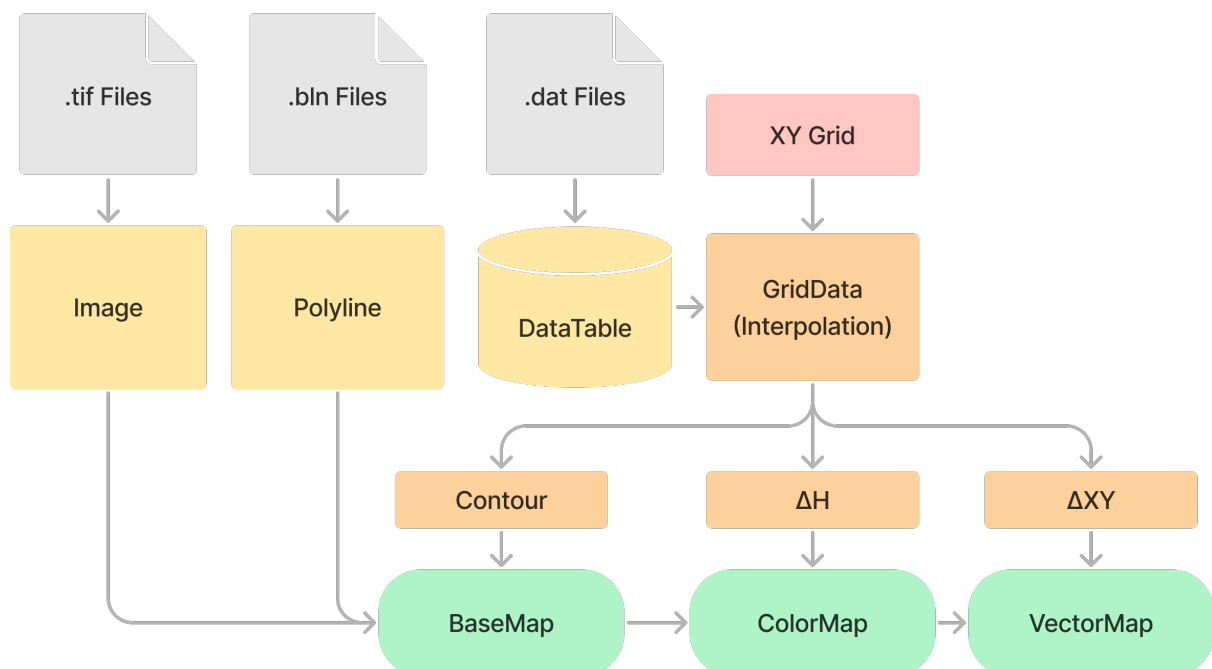 .tif Files
.bln Files
.dat Files
XY Grid
Image
Polyline
DataTable
GridData
(Interpolation)
Contour
ΔH
ΔXY
BaseMap
ColorMap
VectorMap